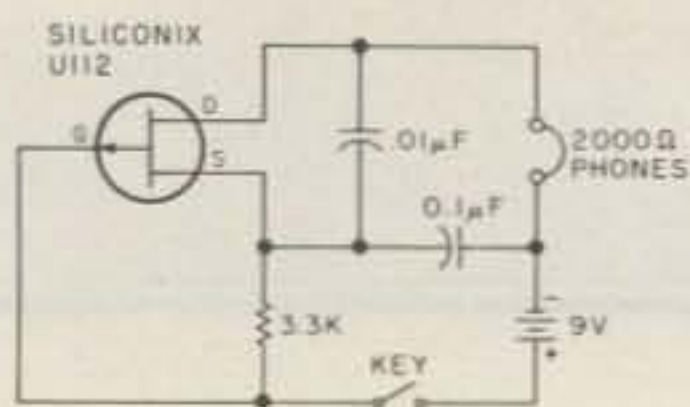 SILICONIX
U112
D
G
S
.01μF
2000Ω
PHONES
0.1μF
3.3K
9V
KEY